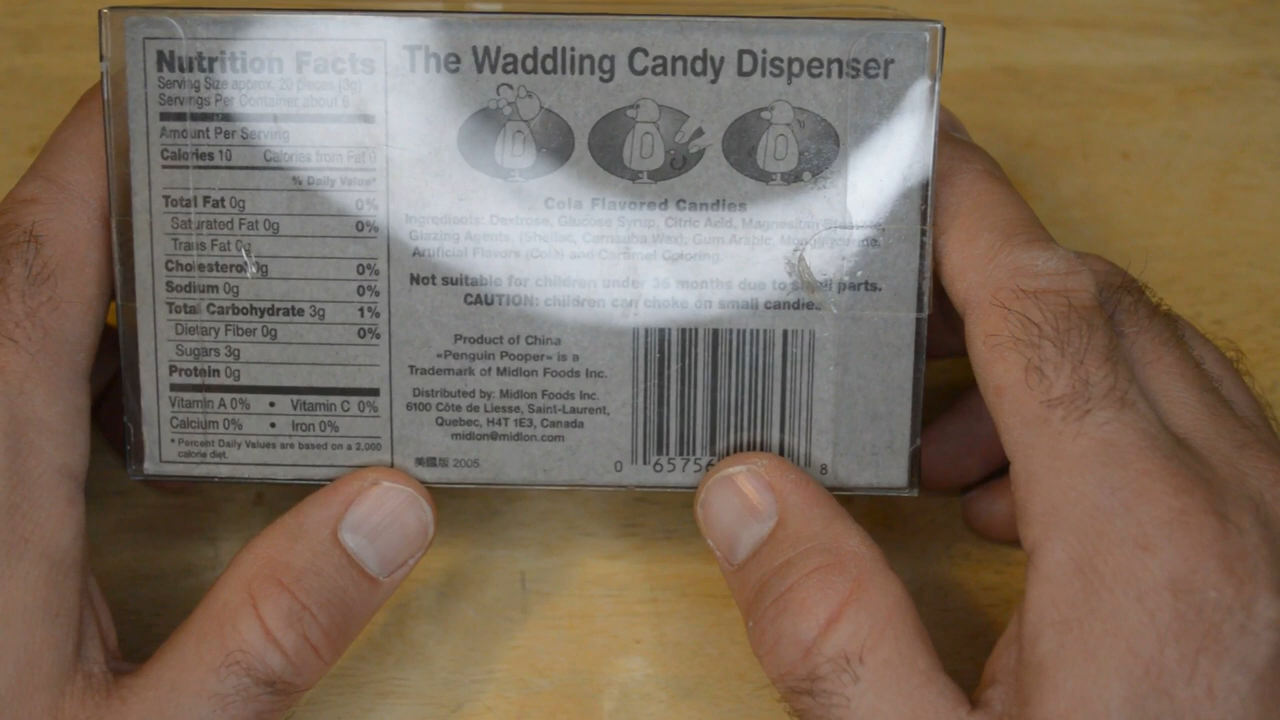 Nutrition Facts
Serving Size approx. 20 pieces (3g)
Servings Per Container about 8
Amount Per Serving
Calories 10 Calories from Fat 0
% Daily Value*
Total Fat 0g 0%
Saturated Fat 0g 0%
Trans Fat 0g
Cholesterol 0g 0%
Sodium 0g 0%
Total Carbohydrate 3g 1%
Dietary Fiber 0g 0%
Sugars 3g
Protein 0g
Vitamin A 0% • Vitamin C 0%
Calcium 0% • Iron 0%
* Percent Daily Values are based on a 2,000
calorie diet.
The Waddling Candy Dispenser
Cola Flavored Candies
Ingredients: Dextrose, Glucose Syrup, Citric Acid, Magnesium
Glazing Agents, (Shellac, Carnauba Wax), Gum Arabic,
Artificial Flavors (Cola) and Caramel Coloring.
Not suitable for children under 36 months due to small parts.
CAUTION: children can choke on small candies.
Product of China
«Penguin Pooper» is a
Trademark of Midlon Foods Inc.
Distributed by: Midlon Foods Inc.
6100 Côte de Liesse, Saint-Laurent,
Quebec, H4T 1E3, Canada
midlon@midlon.com
美國版 2005
0 65756 8